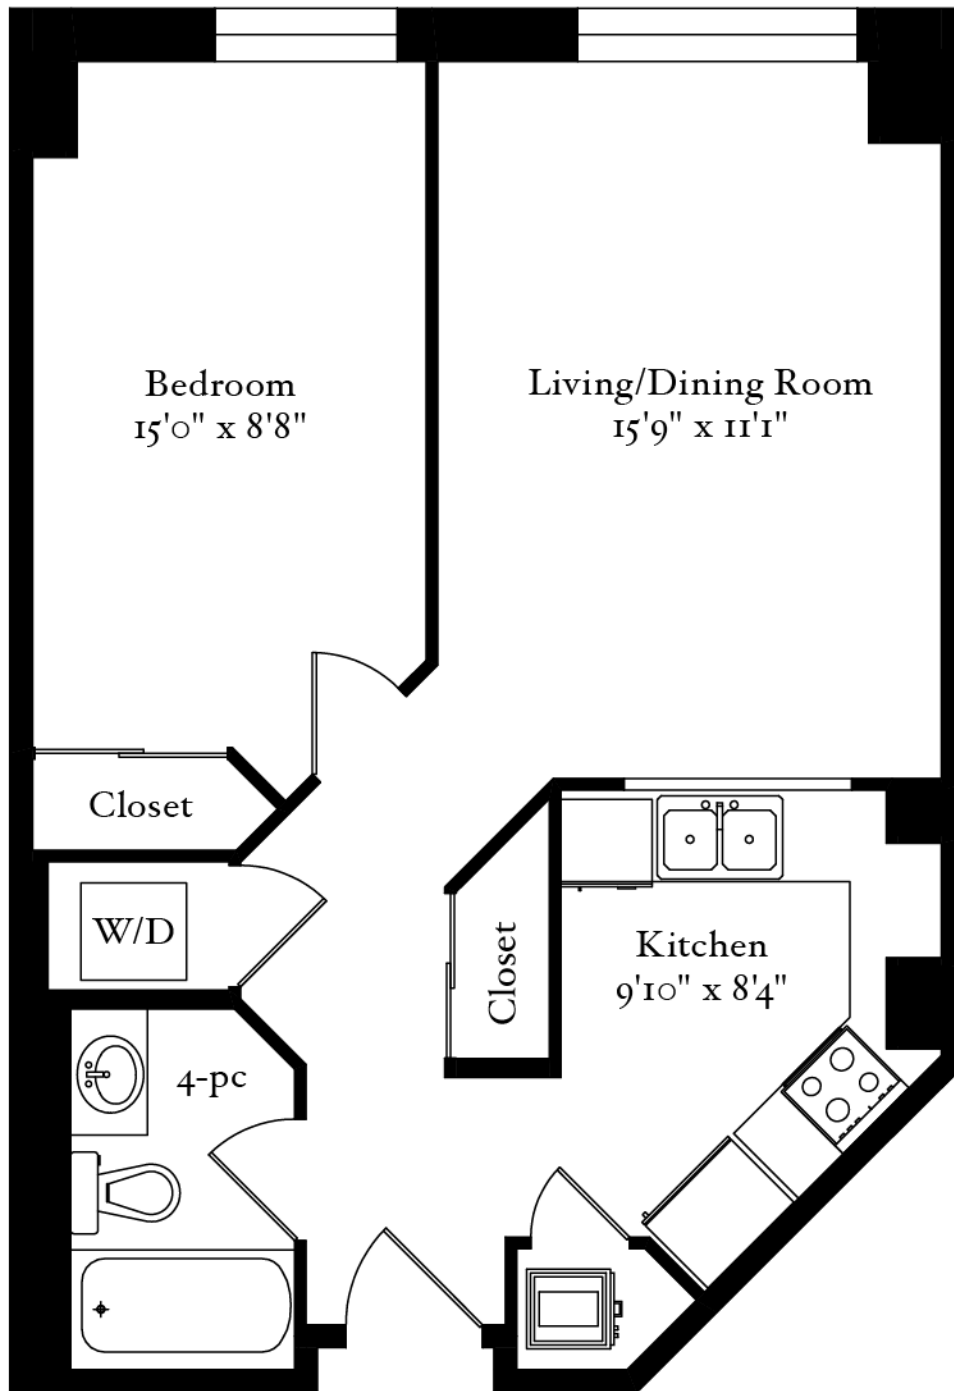 Bedroom
15'0" x 8'8"
Living/Dining Room
15'9" x 11'1"
Closet
W/D
Closet
Kitchen
9'10" x 8'4"
4-pc